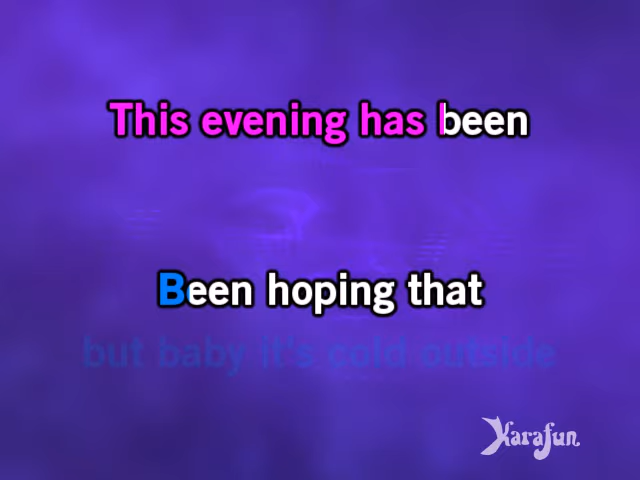 This evening has been
Been hoping that
but baby it's cold outside
Karafun